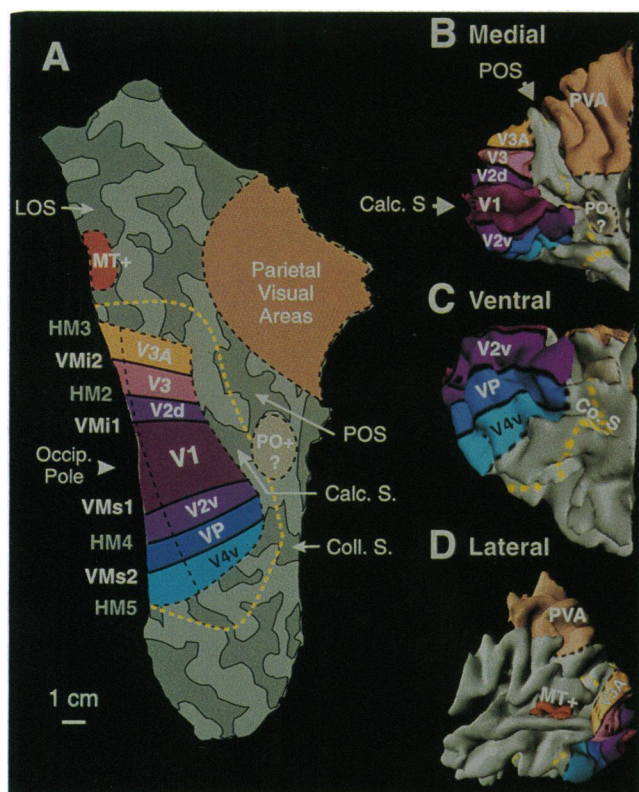 A
LOS
MT+
Parietal
Visual
Areas
HM3
VMi2
HM2
VMi1
Occip.
Pole
VMs1
HM4
VMs2
HM5
V3A
V3
V2d
V1
V2v
VP
V4v
PO+
?
POS
Calc. S.
Coll. S.
1 cm
B Medial
POS
PVA
V3A
V3
V2d
Calc. S
V1
V2v
PO
?
C Ventral
V2v
VP
V4v
Co. S
D Lateral
PVA
MT+
V3A